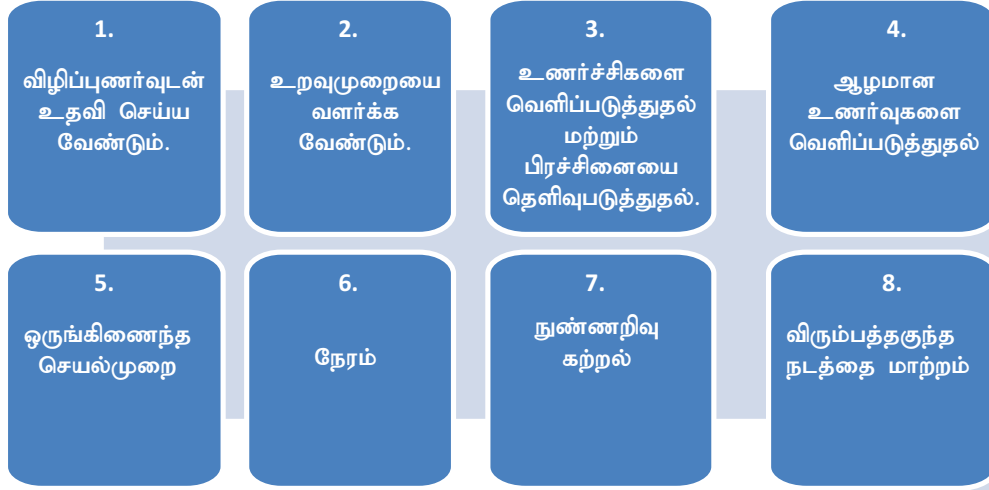 1.
விழிப்புணர்வுடன்
உதவி செய்ய
வேண்டும்.
2.
உறவுமுறையை
வளர்க்க
வேண்டும்.
3.
உணர்ச்சிகளை
வெளிப்படுத்துதல்
மற்றும்
பிரச்சினையை
தெளிவுபடுத்துதல்.
4.
ஆழமான
உணர்வுகளை
வெளிப்படுத்துதல்
5.
ஒருங்கிணைந்த
செயல்முறை
6.
நேரம்
7.
நுண்ணறிவு
கற்றல்
8.
விரும்பத்தகுந்த
நடத்தை மாற்றம்